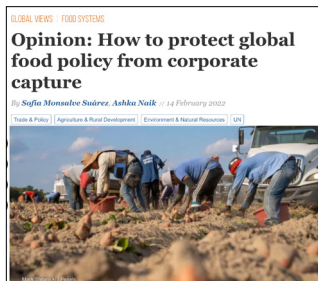 GLOBAL VIEWS | FOOD SYSTEMS
Opinion: How to protect global
food policy from corporate
capture
By Sofia Monsalve Suárez, Ashka Naik // 14 February 2022
Trade & Policy Agriculture & Rural Development Environment & Natural Resources UN